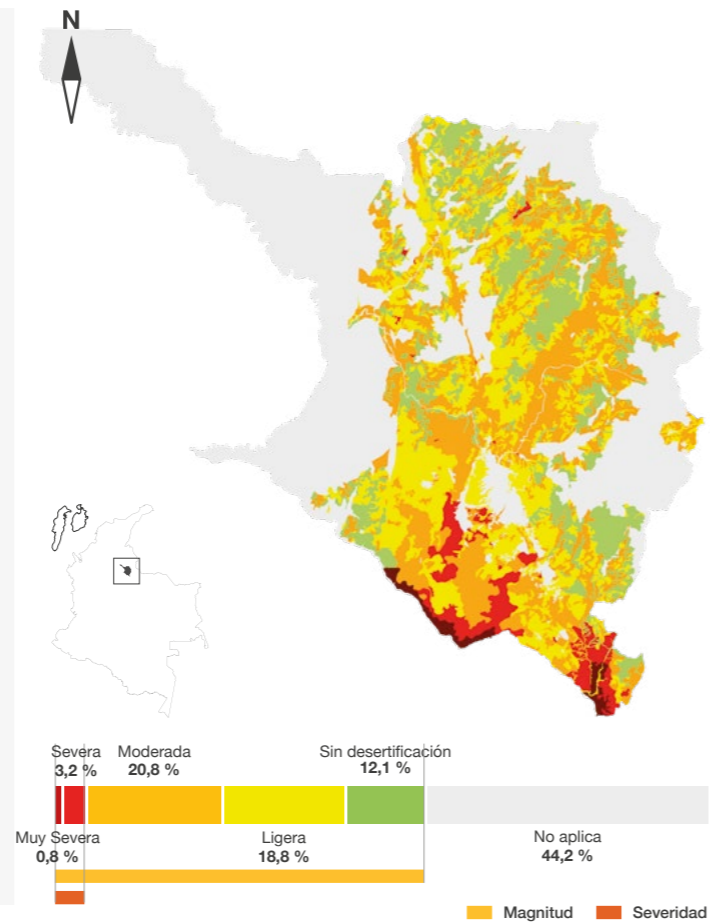 N
Severa
3,2 %
Moderada
20,8 %
Sin desertificación
12,1 %
Muy Severa
0,8 %
Ligera
18,8 %
No aplica
44,2 %
Magnitud
Severidad